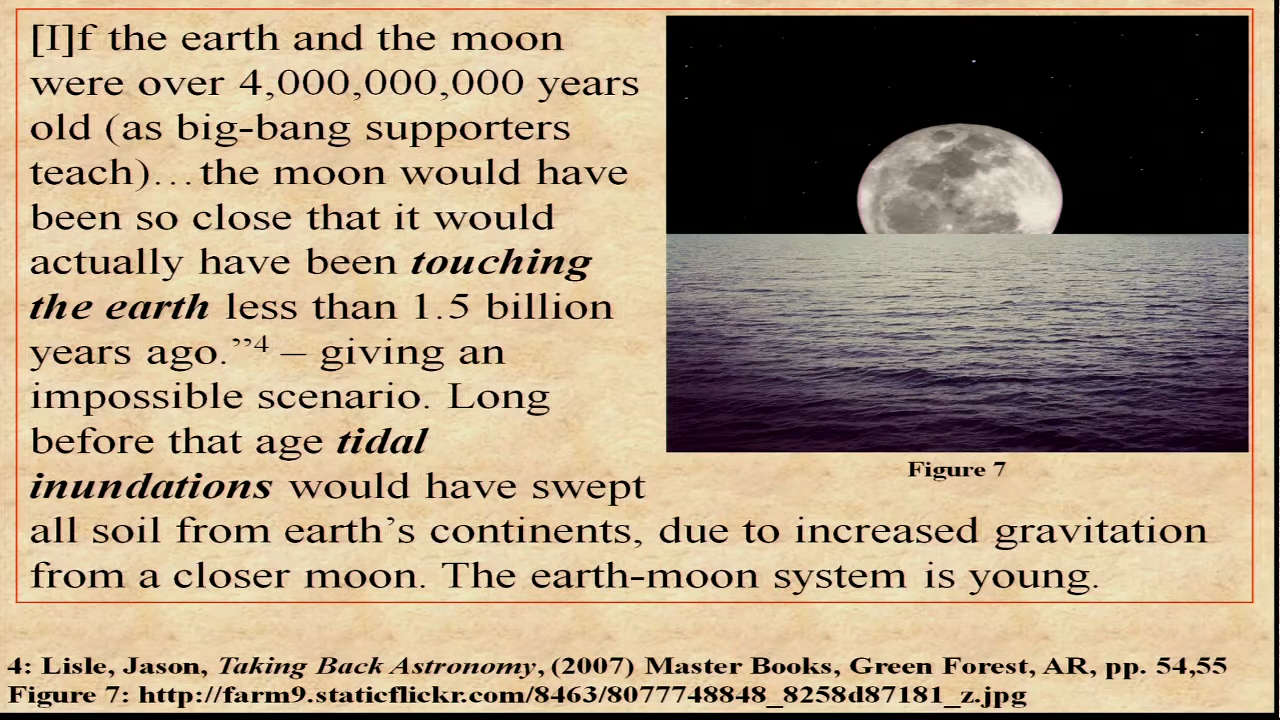 [I]f the earth and the moon
were over 4,000,000,000 years
old (as big-bang supporters
teach)…the moon would have
been so close that it would
actually have been touching
the earth less than 1.5 billion
years ago.”4 – giving an
impossible scenario. Long
before that age tidal
inundations would have swept
all soil from earth’s continents, due to increased gravitation
from a closer moon. The earth-moon system is young.
Figure 7
4: Lisle, Jason, Taking Back Astronomy, (2007) Master Books, Green Forest, AR, pp. 54,55
Figure 7: http://farm9.staticflickr.com/8463/8077748848_8258d87181_z.jpg